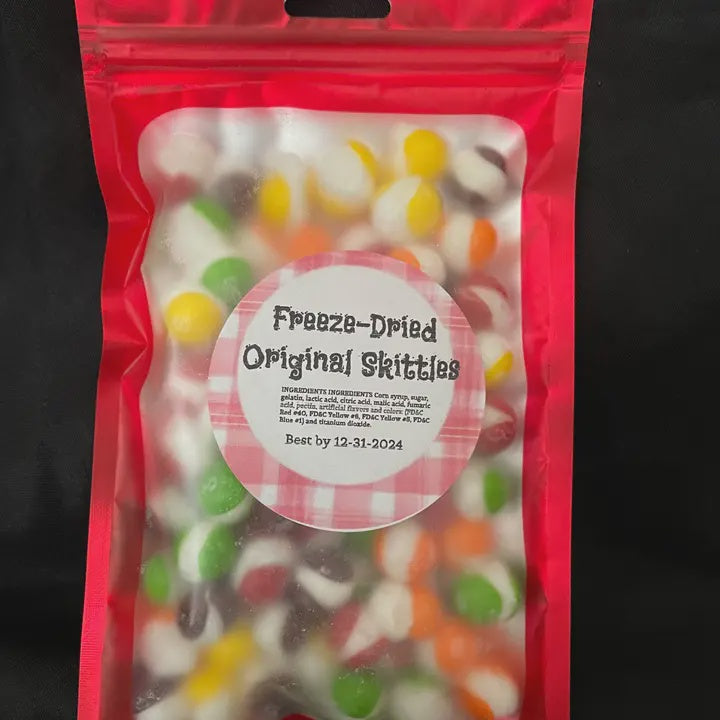 Freeze-Dried
Original Skittles
INGREDIENTS INGREDIENTS Corn syrup, sugar,
gelatin, lactic acid, citric acid, malic acid, fumaric
acid, pectin, artificial flavors and colors: (FD&C
Red #40, FD&C Yellow #6, FD&C Yellow #5, FD&C
Blue #1) and titanium dioxide.
Best by 12-31-2024